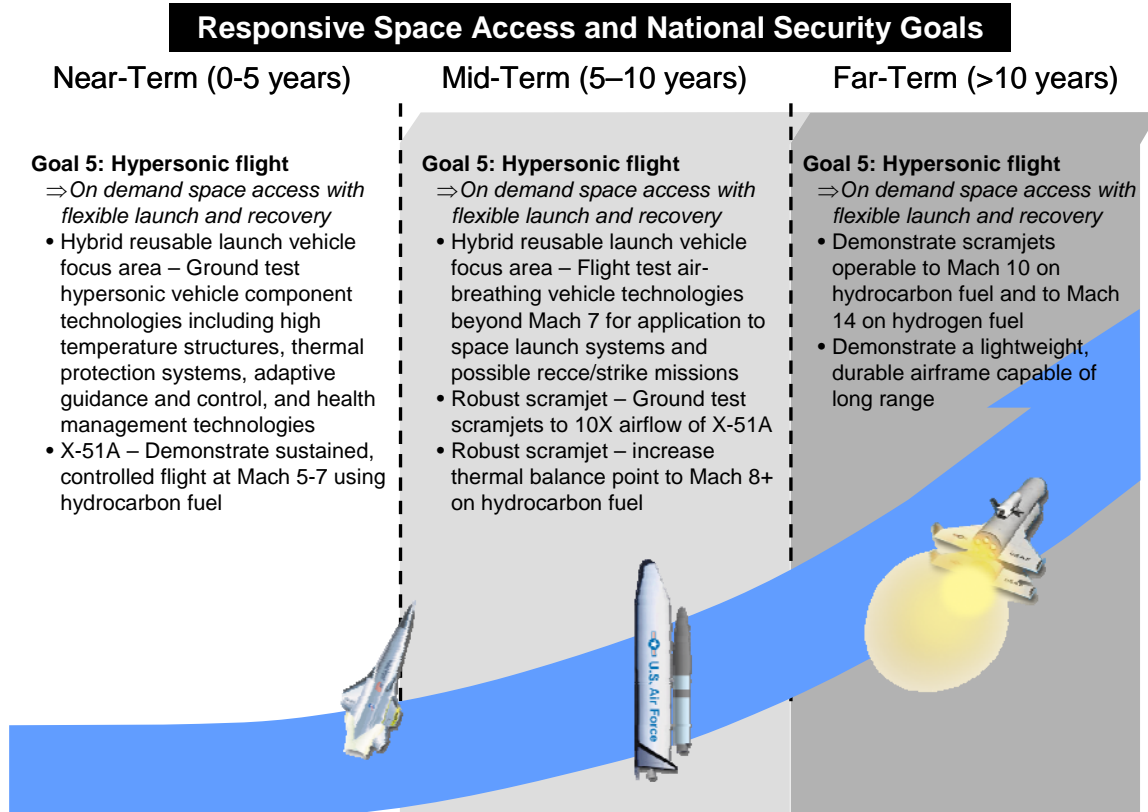 Responsive Space Access and National Security Goals
Near-Term (0-5 years)
Mid-Term (5–10 years)
Far-Term (>10 years)
Goal 5: Hypersonic flight
⇒On demand space access with
flexible launch and recovery
• Hybrid reusable launch vehicle
focus area – Ground test
hypersonic vehicle component
technologies including high
temperature structures, thermal
protection systems, adaptive
guidance and control, and health
management technologies
• X-51A – Demonstrate sustained,
controlled flight at Mach 5-7 using
hydrocarbon fuel
Goal 5: Hypersonic flight
⇒On demand space access with
flexible launch and recovery
• Hybrid reusable launch vehicle
focus area – Flight test air-
breathing vehicle technologies
beyond Mach 7 for application to
space launch systems and
possible recce/strike missions
• Robust scramjet – Ground test
scramjets to 10X airflow of X-51A
• Robust scramjet – increase
thermal balance point to Mach 8+
on hydrocarbon fuel
Goal 5: Hypersonic flight
⇒On demand space access with
flexible launch and recovery
• Demonstrate scramjets
operable to Mach 10 on
hydrocarbon fuel and to Mach
14 on hydrogen fuel
• Demonstrate a lightweight,
durable airframe capable of
long range
U.S. Air Force